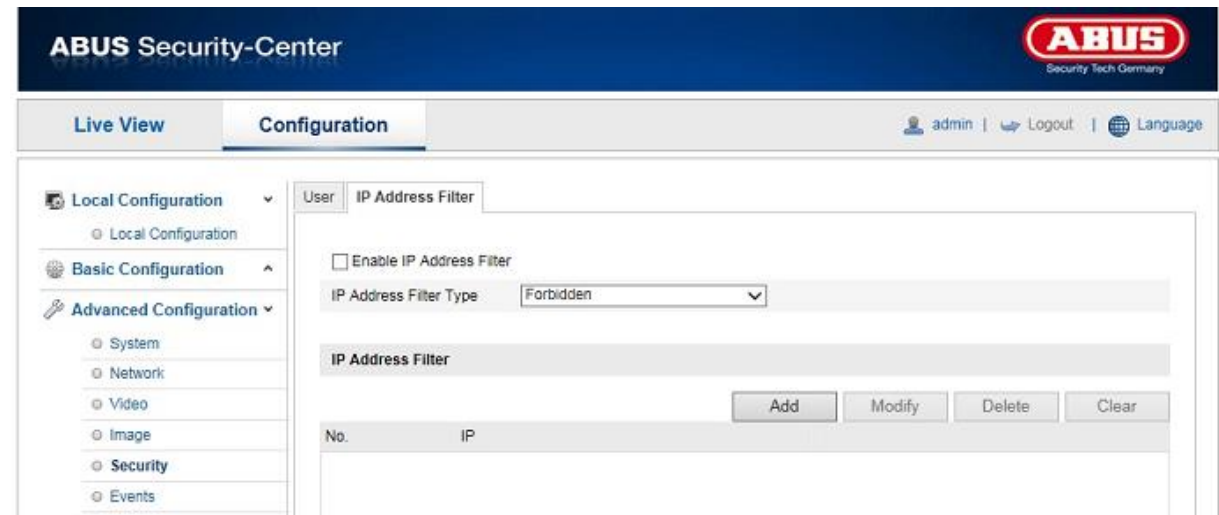 ABUS Security-Center
ABUS
Security Tech Germany
Live View Configuration admin | Logout | Language
Local Configuration
Local Configuration
Basic Configuration
Advanced Configuration
System
Network
Video
Image
Security
Events
User IP Address Filter
Enable IP Address Filter
IP Address Filter Type Forbidden
IP Address Filter
Add Modify Delete Clear
No. IP